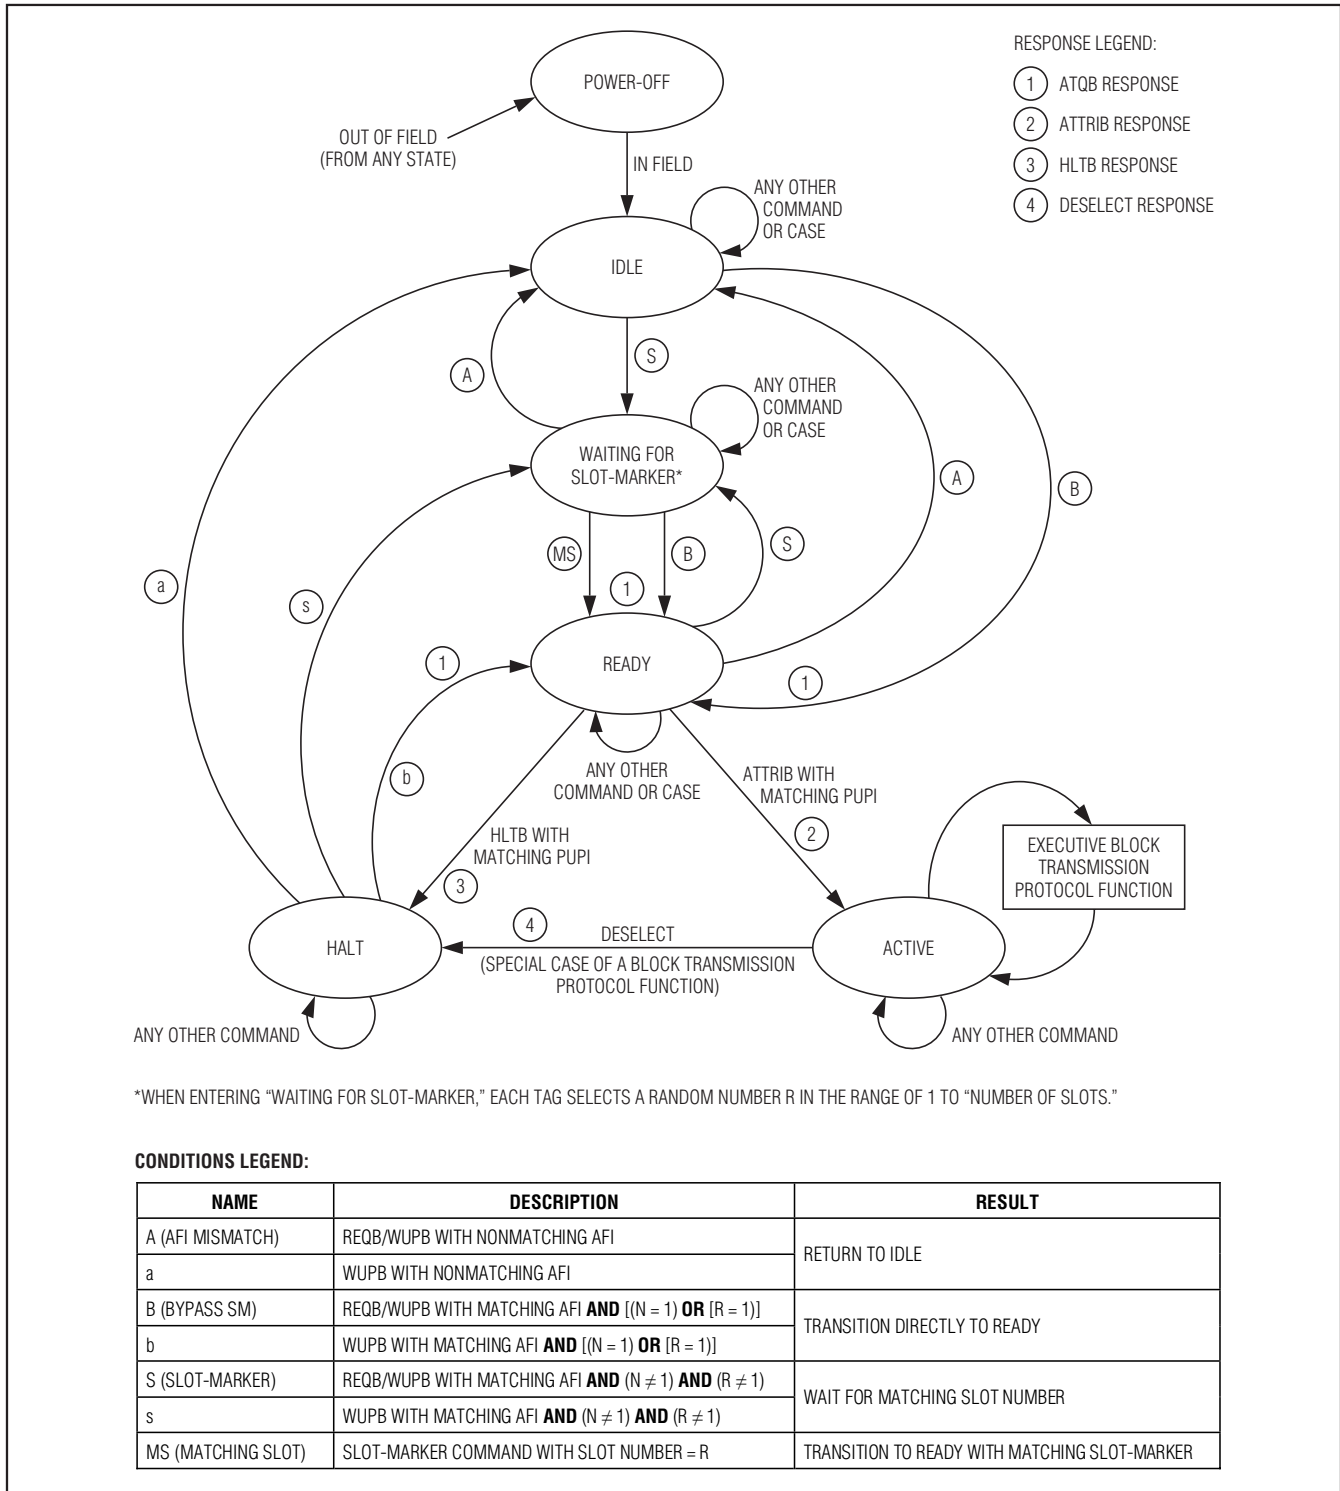 RESPONSE LEGEND:
1 ATQB RESPONSE
2 ATTRIB RESPONSE
3 HLTB RESPONSE
4 DESELECT RESPONSE
POWER-OFF
OUT OF FIELD
(FROM ANY STATE)
IN FIELD
ANY OTHER
COMMAND
OR CASE
IDLE
A
S
ANY OTHER
COMMAND
OR CASE
WAITING FOR
SLOT-MARKER*
A
B
MS
B
S
a
s
1
READY
1
1
b
ANY OTHER
COMMAND OR CASE
ATTRIB WITH
MATCHING PUPI
2
HLTB WITH
MATCHING PUPI
3
EXECUTIVE BLOCK
TRANSMISSION
PROTOCOL FUNCTION
HALT
4
DESELECT
(SPECIAL CASE OF A BLOCK TRANSMISSION
PROTOCOL FUNCTION)
ACTIVE
ANY OTHER COMMAND
ANY OTHER COMMAND
*WHEN ENTERING “WAITING FOR SLOT-MARKER,” EACH TAG SELECTS A RANDOM NUMBER R IN THE RANGE OF 1 TO “NUMBER OF SLOTS.”
CONDITIONS LEGEND:
NAME DESCRIPTION RESULT
A (AFI MISMATCH) REQB/WUPB WITH NONMATCHING AFI
RETURN TO IDLE
a WUPB WITH NONMATCHING AFI
B (BYPASS SM) REQB/WUPB WITH MATCHING AFI AND [(N = 1) OR [R = 1)]
TRANSITION DIRECTLY TO READY
b WUPB WITH MATCHING AFI AND [(N = 1) OR [R = 1)]
S (SLOT-MARKER) REQB/WUPB WITH MATCHING AFI AND (N ≠ 1) AND (R ≠ 1)
WAIT FOR MATCHING SLOT NUMBER
s WUPB WITH MATCHING AFI AND (N ≠ 1) AND (R ≠ 1)
MS (MATCHING SLOT) SLOT-MARKER COMMAND WITH SLOT NUMBER = R TRANSITION TO READY WITH MATCHING SLOT-MARKER